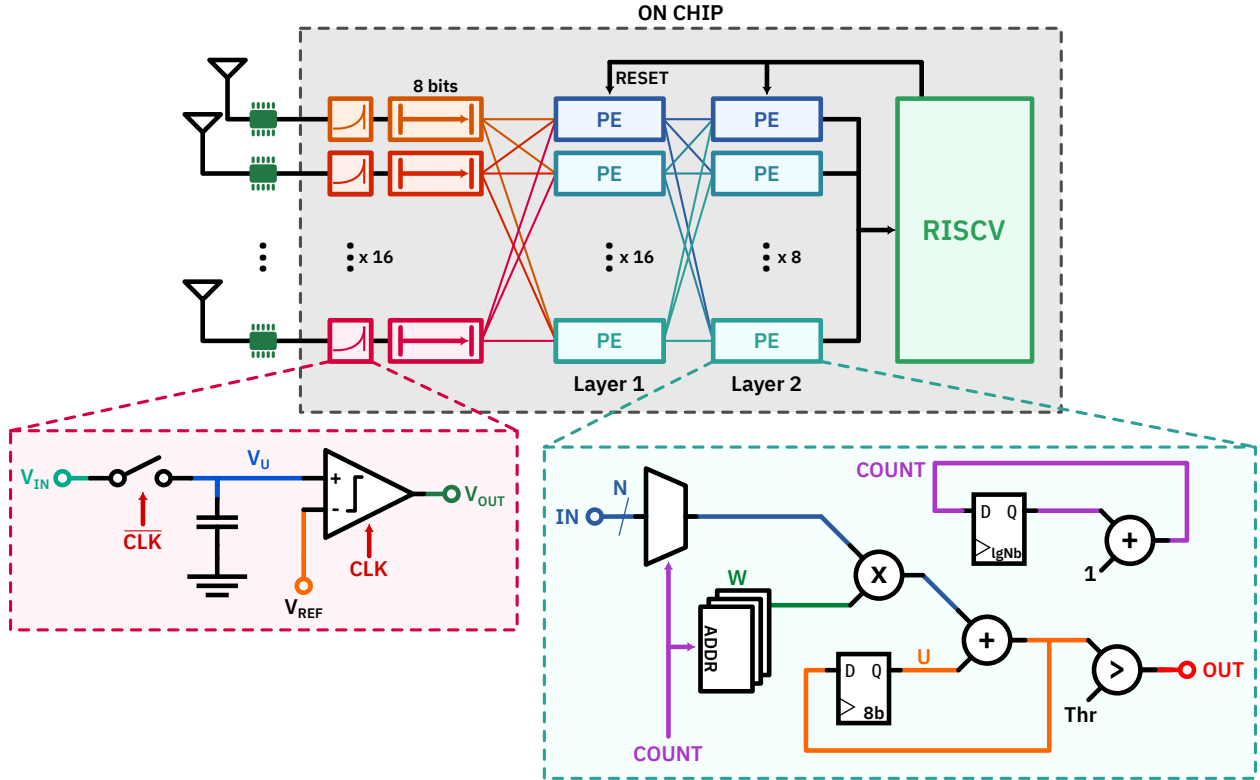 ON CHIP
RESET
8 bits
PE PE
PE PE
RISCV
x 16 x 16 x 8
PE PE
Layer 1 Layer 2
V_IN
V_U
+
-
V_OUT
CLK
CLK
V_REF
COUNT
N
IN
D Q
lgNb
+
1
X
W
ADDR
+
U
D Q
8b
>
OUT
Thr
COUNT